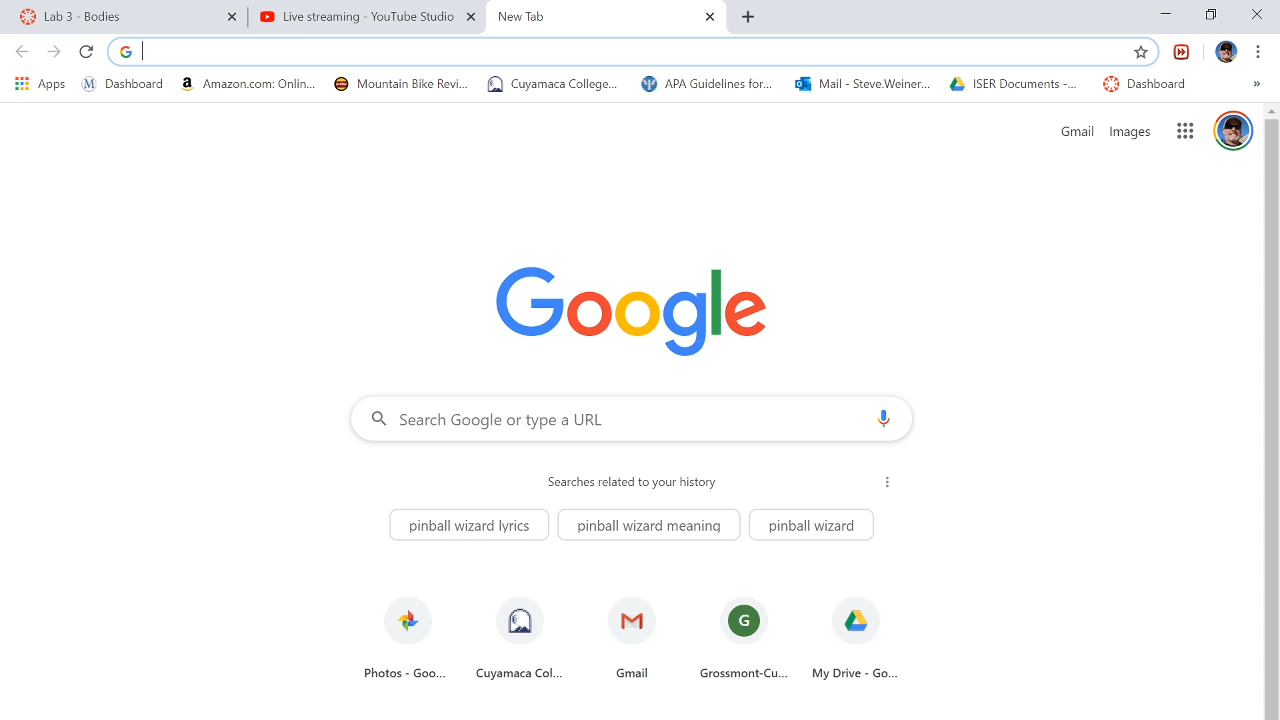 Lab 3 - Bodies
Live streaming - YouTube Studio
New Tab
Apps
Dashboard
Amazon.com: Onlin...
Mountain Bike Revi...
Cuyamaca College...
APA Guidelines for...
Mail - Steve.Weiner...
ISER Documents -...
Dashboard
»
Gmail
Images
Google
Search Google or type a URL
Searches related to your history
pinball wizard lyrics
pinball wizard meaning
pinball wizard
G
Photos - Goo...
Cuyamaca Col...
Gmail
Grossmont-Cu...
My Drive - Go...